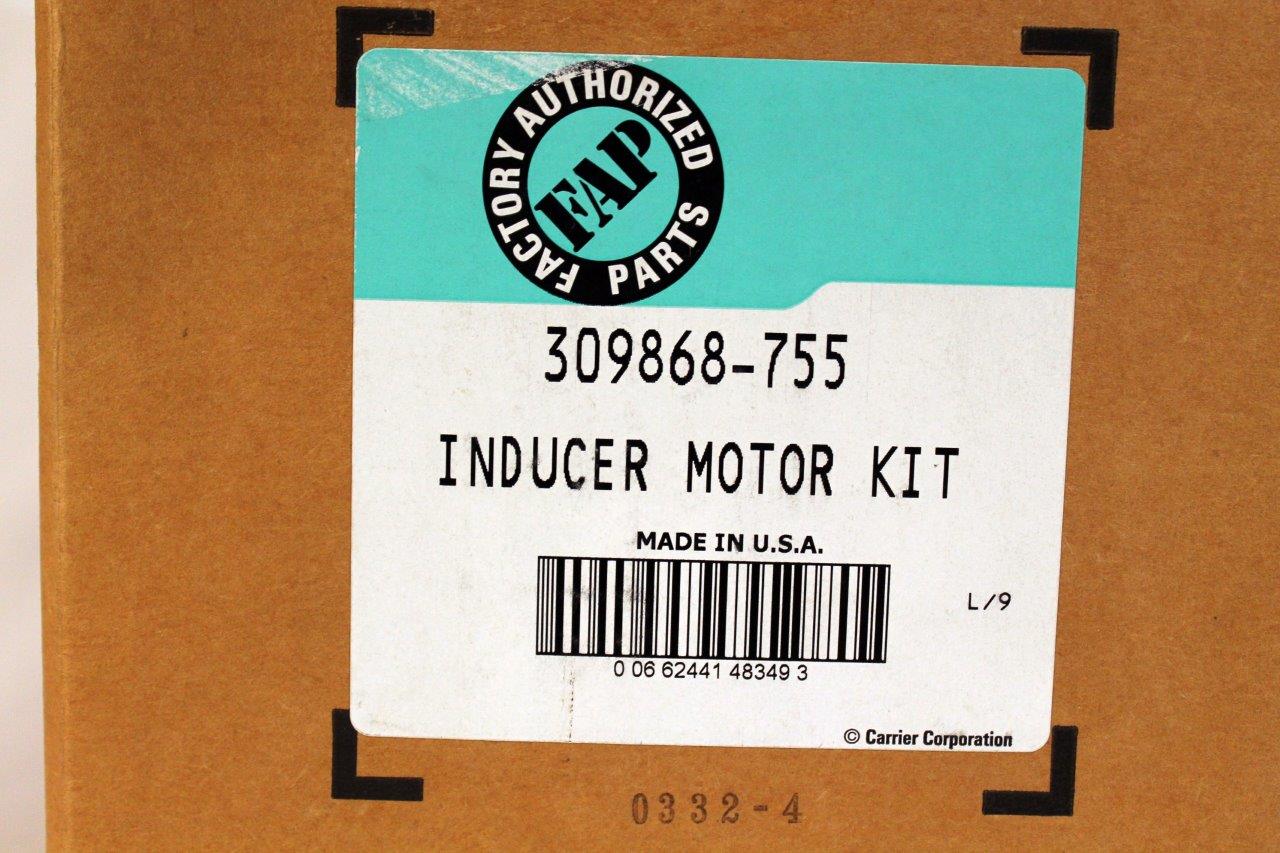 FACTORY AUTHORIZED
FAP
PARTS
309868-755
INDUCER MOTOR KIT
MADE IN U.S.A.
L/9
0 06 62441 48349 3
© Carrier Corporation
0332-4